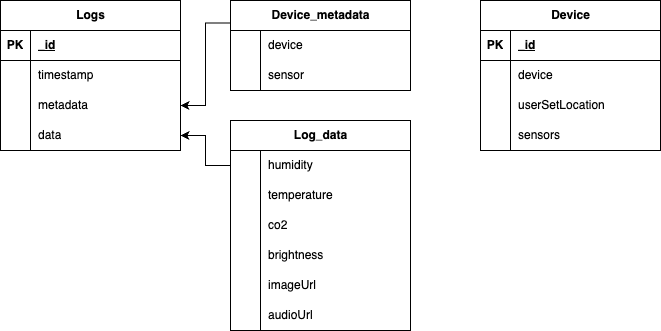 Logs
PK _id
timestamp
metadata
data
Device_metadata
device
sensor
Log_data
humidity
temperature
co2
brightness
imageUrl
audioUrl
Device
PK _id
device
userSetLocation
sensors